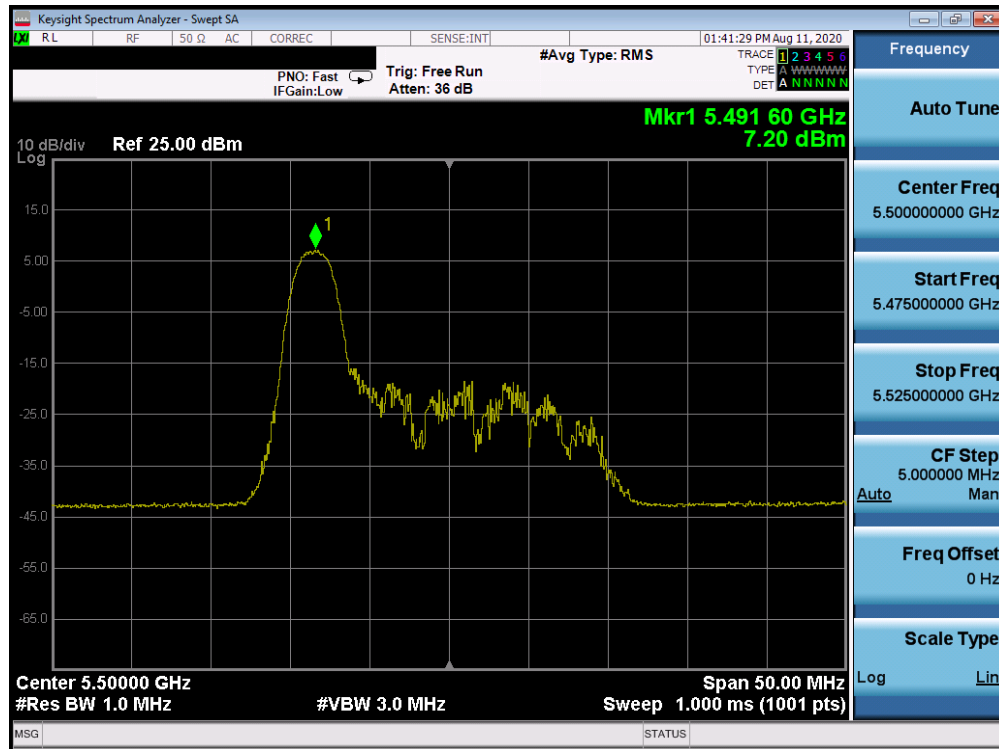 Keysight Spectrum Analyzer - Swept SA
LXI RL RF 50 Ω AC CORREC SENSE:INT 01:41:29 PM Aug 11, 2020
#Avg Type: RMS TRACE 1 2 3 4 5 6
PNO: Fast Trig: Free Run TYPE A WWWWW
IFGain:Low Atten: 36 dB DET A N N N N N
Mkr1 5.491 60 GHz
7.20 dBm
10 dB/div Ref 25.00 dBm
Log
1
15.0
5.00
-5.00
-15.0
-25.0
-35.0
-45.0
-55.0
-65.0
Center 5.50000 GHz Span 50.00 MHz
#Res BW 1.0 MHz #VBW 3.0 MHz Sweep 1.000 ms (1001 pts)
MSG STATUS
Frequency
Auto Tune
Center Freq
5.500000000 GHz
Start Freq
5.475000000 GHz
Stop Freq
5.525000000 GHz
CF Step
5.000000 MHz
Auto Man
Freq Offset
0 Hz
Scale Type
Log Lin